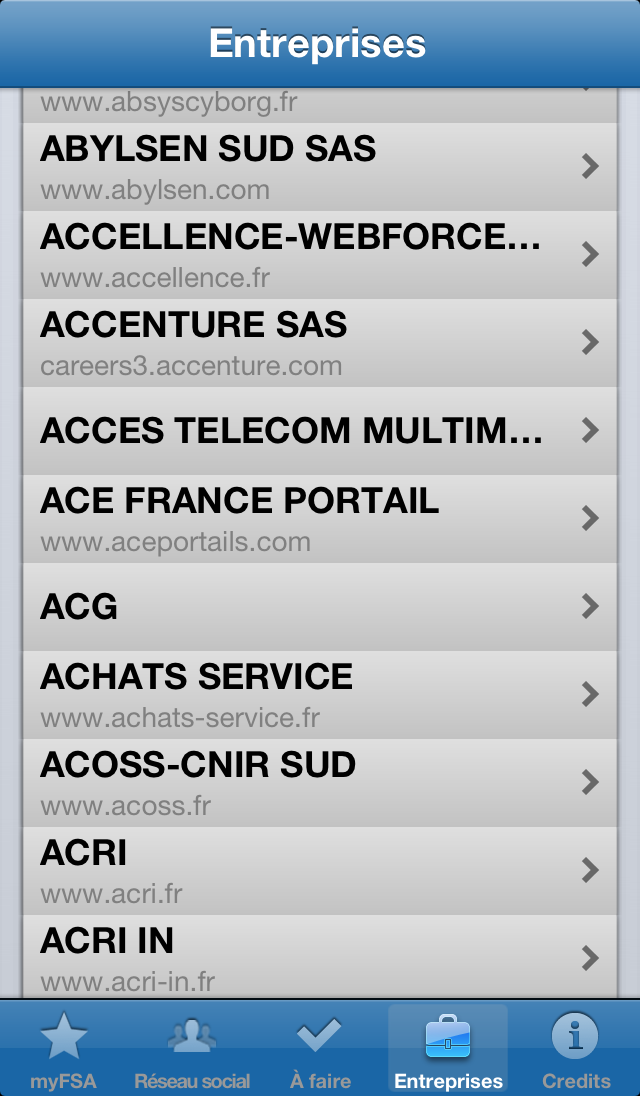 Entreprises
www.absyscyborg.fr
ABYLSEN SUD SAS
www.abylsen.com
ACCELLENCE-WEBFORCE...
www.accellence.fr
ACCENTURE SAS
careers3.accenture.com
ACCES TELECOM MULTIM...
ACE FRANCE PORTAIL
www.aceportails.com
ACG
ACHATS SERVICE
www.achats-service.fr
ACOSS-CNIR SUD
www.acoss.fr
ACRI
www.acri.fr
ACRI IN
www.acri-in.fr
myFSA Réseau social À faire Entreprises Credits